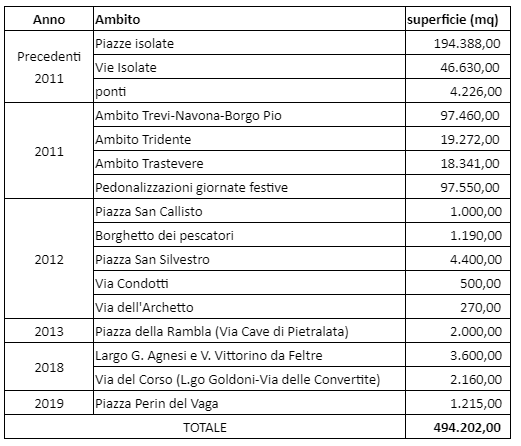 Anno Ambito superficie (mq)
Precedenti 2011
Piazze isolate 194.388,00
Vie Isolate 46.630,00
ponti 4.226,00
2011
Ambito Trevi-Navona-Borgo Pio 97.460,00
Ambito Tridente 19.272,00
Ambito Trastevere 18.341,00
Pedonalizzazioni giornate festive 97.550,00
2012
Piazza San Callisto 1.000,00
Borghetto dei pescatori 1.190,00
Piazza San Silvestro 4.400,00
Via Condotti 500,00
Via dell'Archetto 270,00
2013 Piazza della Rambla (Via Cave di Pietralata) 2.000,00
2018
Largo G. Agnesi e V. Vittorino da Feltre 3.600,00
Via del Corso (L.go Goldoni-Via delle Convertite) 2.160,00
2019 Piazza Perin del Vaga 1.215,00
TOTALE 494.202,00